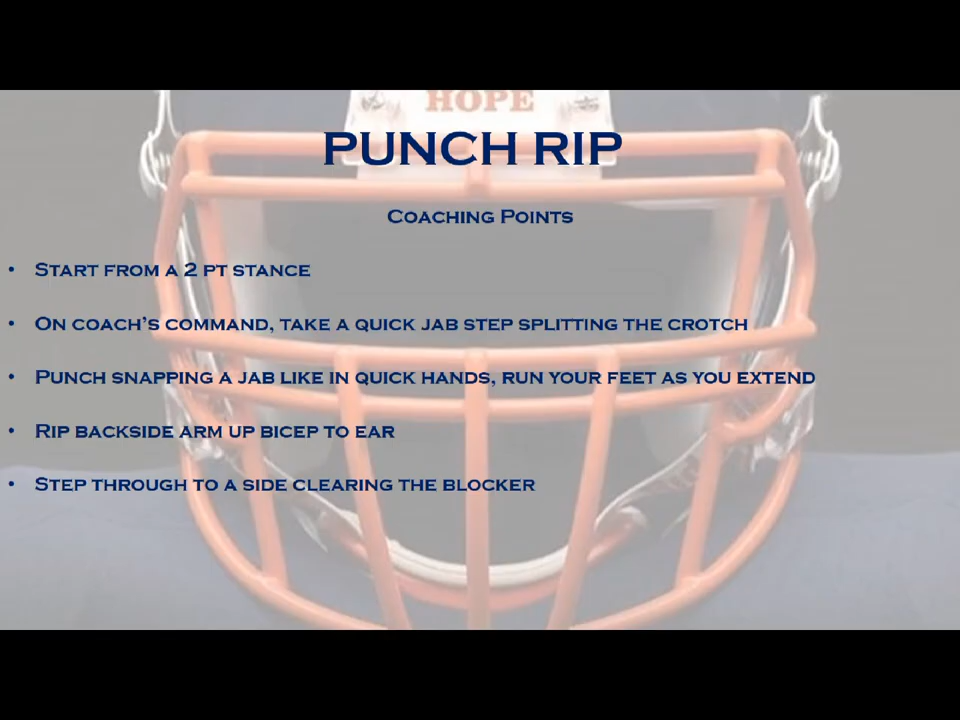 HOPE
PUNCH RIP
COACHING POINTS
• START FROM A 2 PT STANCE
• ON COACH'S COMMAND, TAKE A QUICK JAB STEP SPLITTING THE CROTCH
• PUNCH SNAPPING A JAB LIKE IN QUICK HANDS, RUN YOUR FEET AS YOU EXTEND
• RIP BACKSIDE ARM UP BICEP TO EAR
• STEP THROUGH TO A SIDE CLEARING THE BLOCKER